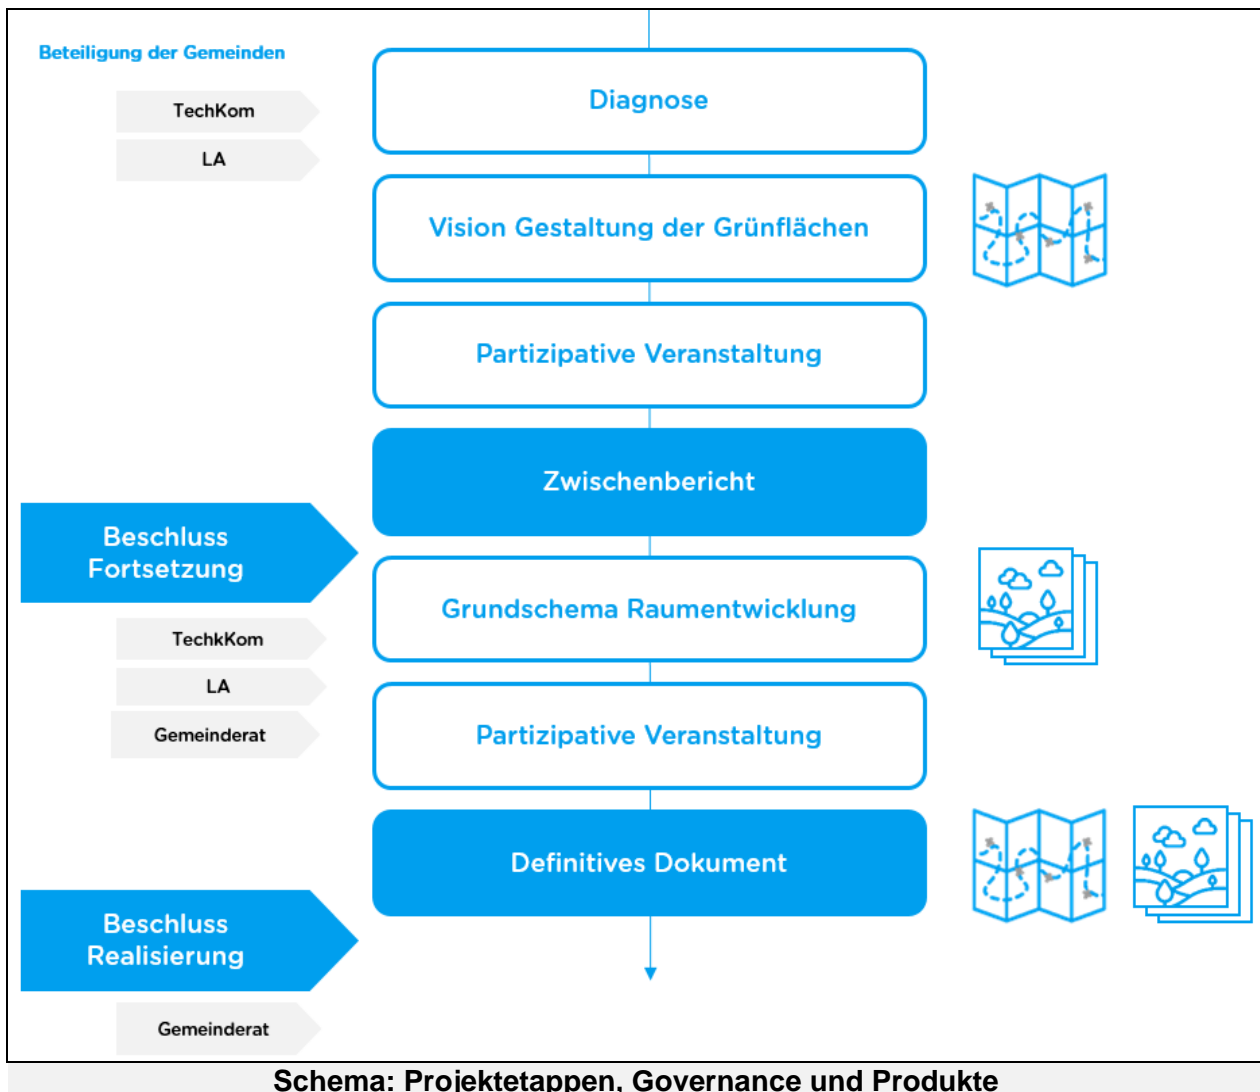 Beteiligung der Gemeinden
TechKom
LA
Diagnose
Vision Gestaltung der Grünflächen
Partizipative Veranstaltung
Zwischenbericht
Beschluss
Fortsetzung
TechkKom
LA
Gemeinderat
Grundschema Raumentwicklung
Partizipative Veranstaltung
Definitives Dokument
Beschluss
Realisierung
Gemeinderat
Schema: Projektetappen, Governance und Produkte